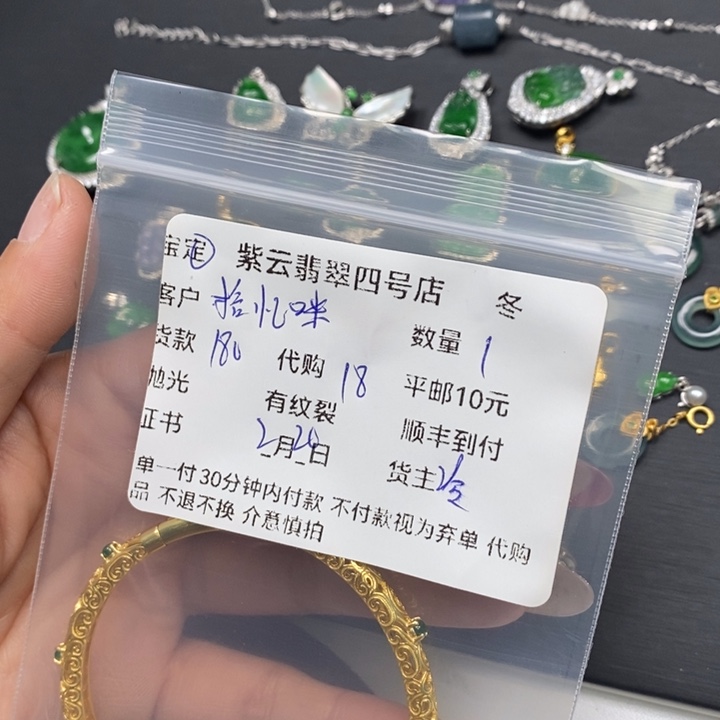 宝定 紫云翡翠四号店 冬
客户 拾忆咪 数量 1
货款 180 代购 18 平邮10元
抛光 有纹裂 顺丰到付
证书 2月20日 货主
单一付30分钟内付款 不付款视为弃单 代购
品 不退不换 介意慎拍